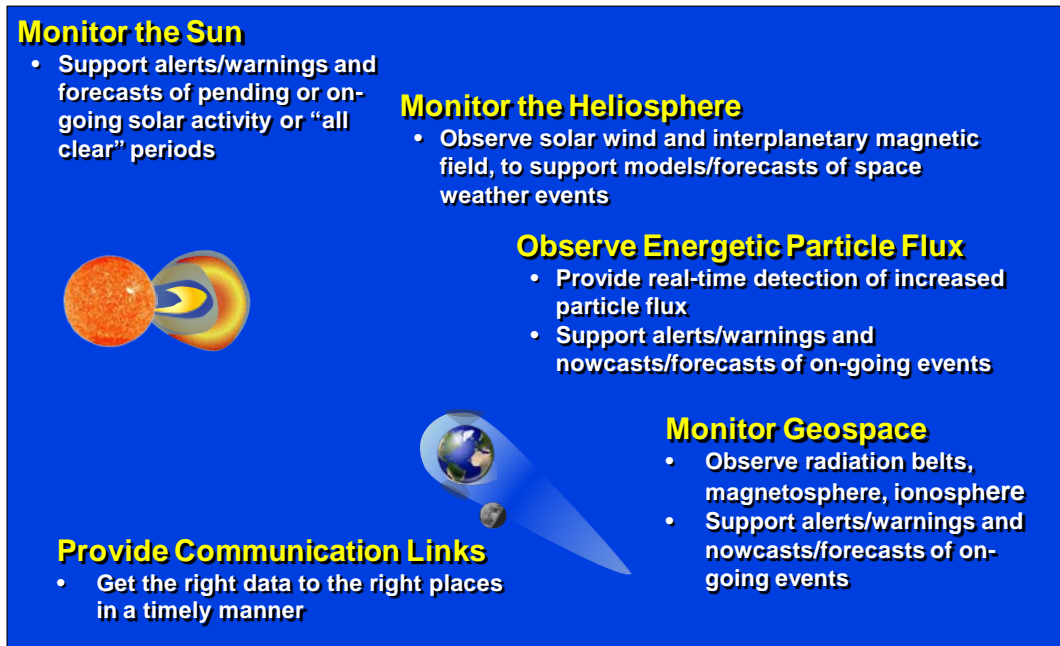 Monitor the Sun
• Support alerts/warnings and
forecasts of pending or on-
going solar activity or “all
clear” periods
Monitor the Heliosphere
• Observe solar wind and interplanetary magnetic
field, to support models/forecasts of space
weather events
Observe Energetic Particle Flux
• Provide real-time detection of increased
particle flux
• Support alerts/warnings and
nowcasts/forecasts of on-going events
Monitor Geospace
• Observe radiation belts,
magnetosphere, ionosphere
• Support alerts/warnings and
nowcasts/forecasts of on-
going events
Provide Communication Links
• Get the right data to the right places
in a timely manner